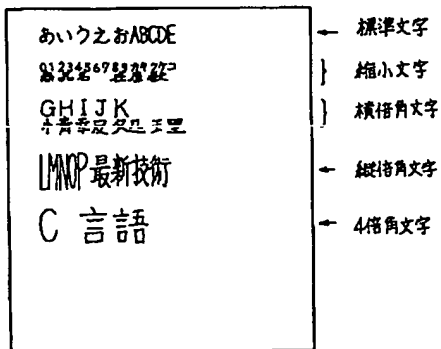 あいうえおABCDE ← 標準文字
0123456789 } 縮小文字
GHIJK } 横倍角文字
LMNOP最新技術 ← 縦倍角文字
C 言語 ← 4倍角文字